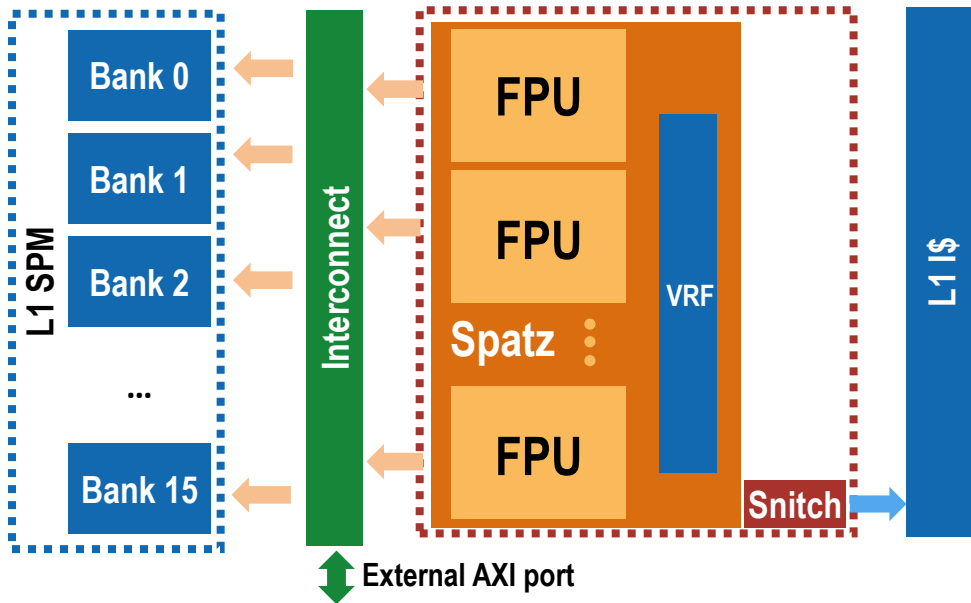 L1 SPM
Bank 0
Bank 1
Bank 2
...
Bank 15
Interconnect
External AXI port
FPU
FPU
Spatz
FPU
VRF
Snitch
L1 I$